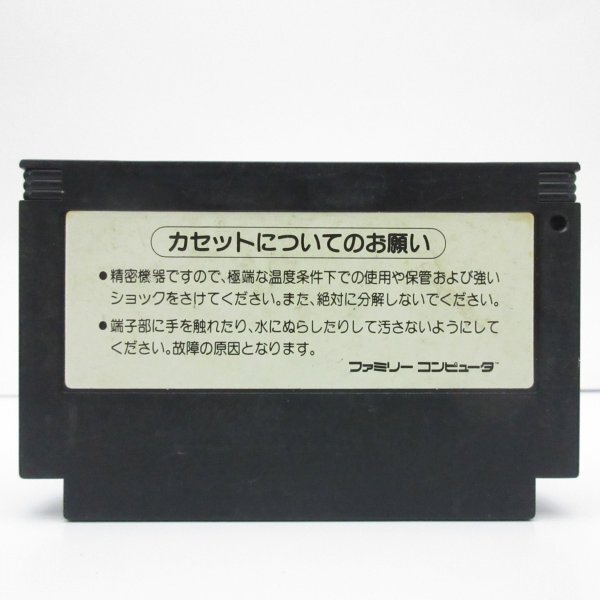 カセットについてのお願い
●精密機器ですので、極端な温度条件下での使用や保管および強い
ショックをさけてください。また、絶対に分解しないでください。
●端子部に手を触れたり、水にぬらしたりして汚さないようにして
ください。故障の原因となります。
ファミリー コンピュータ™